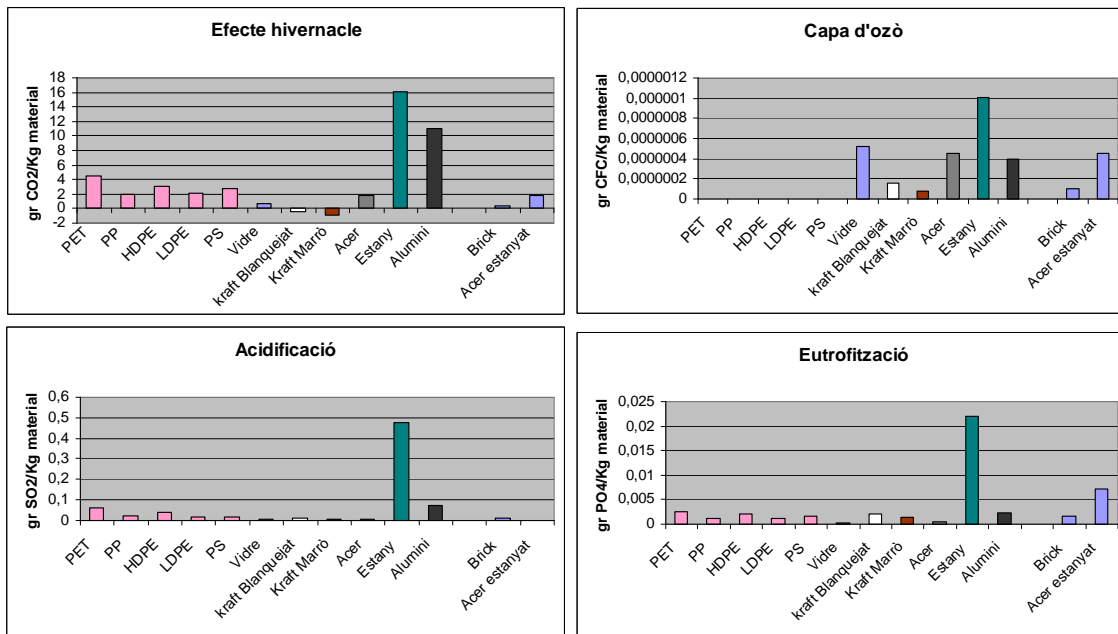 Efecte hivernacle
gr CO2/Kg material
18
16
14
12
10
8
6
4
2
0
-2
PET
PP
HDPE
LDPE
PS
Vidre
kraft Blanquejat
Kraft Marrò
Acer
Estany
Alumini
Brick
Acer estanyat
Capa d'ozò
gr CFC/Kg material
0,0000012
0,000001
0,0000008
0,0000006
0,0000004
0,0000002
0
PET
PP
HDPE
LDPE
PS
Vidre
kraft Blanquejat
Kraft Marrò
Acer
Estany
Alumini
Brick
Acer estanyat
Acidificació
gr SO2/Kg material
0,6
0,5
0,4
0,3
0,2
0,1
0
PET
PP
HDPE
LDPE
PS
Vidre
kraft Blanquejat
Kraft Marrò
Acer
Estany
Alumini
Brick
Acer estanyat
Eutrofització
gr PO4/Kg material
0,025
0,02
0,015
0,01
0,005
0
PET
PP
HDPE
LDPE
PS
Vidre
kraft Blanquejat
Kraft Marrò
Acer
Estany
Alumini
Brick
Acer estanyat